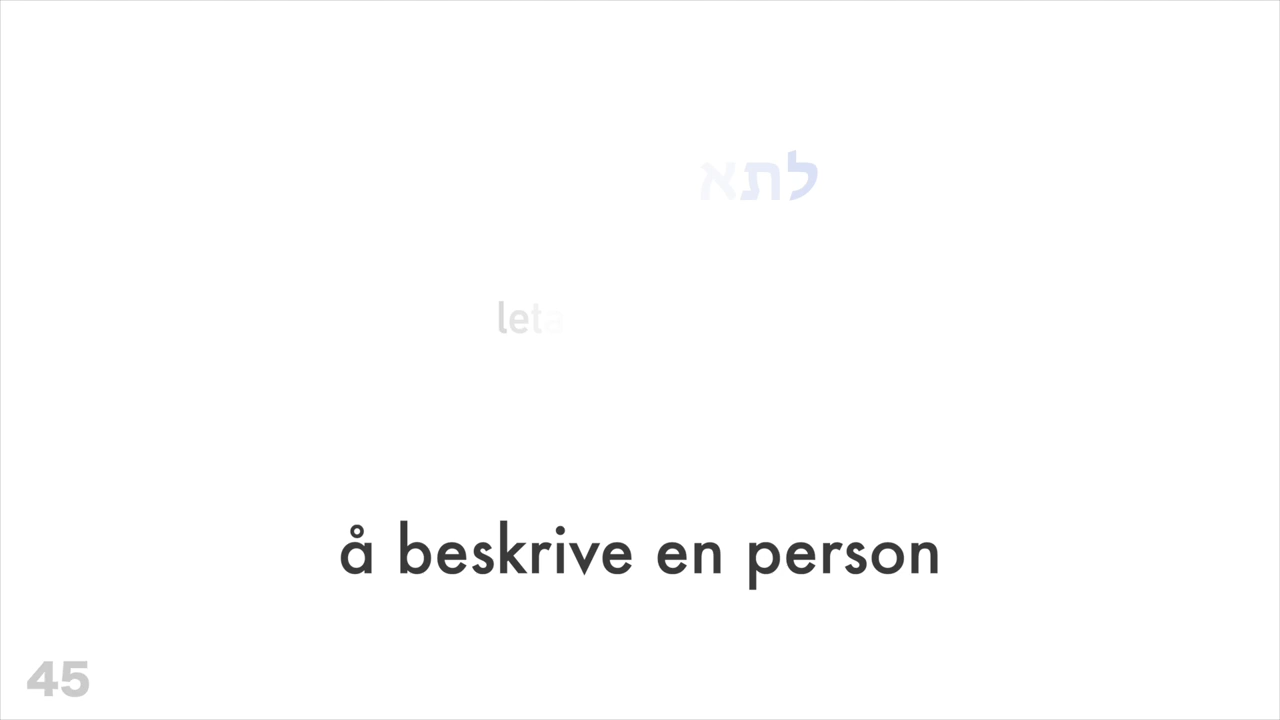 לתא
leta
å beskrive en person
45